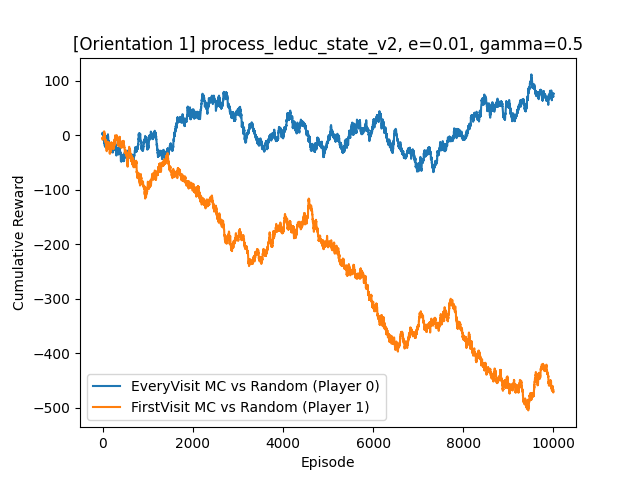 [Orientation 1] process_leduc_state_v2, e=0.01, gamma=0.5
100
0
−100
−200
−300
−400
−500
Cumulative Reward
EveryVisit MC vs Random (Player 0)
FirstVisit MC vs Random (Player 1)
0 2000 4000 6000 8000 10000
Episode